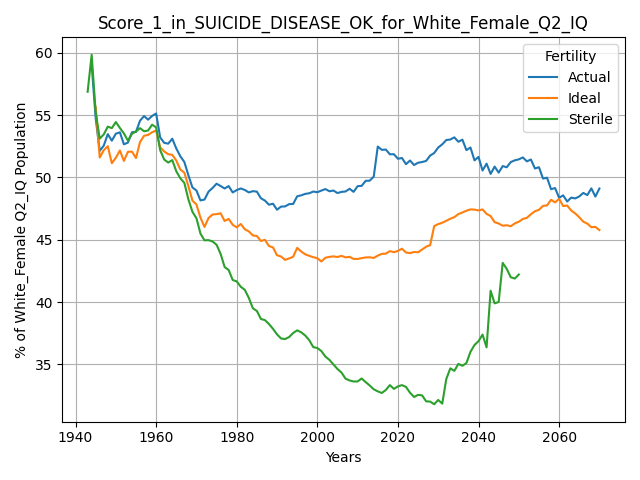 Score_1_in_SUICIDE_DISEASE_OK_for_White_Female_Q2_IQ
% of White_Female Q2_IQ Population
60
55
50
45
40
35
Fertility
Actual
Ideal
Sterile
1940 1960 1980 2000 2020 2040 2060
Years